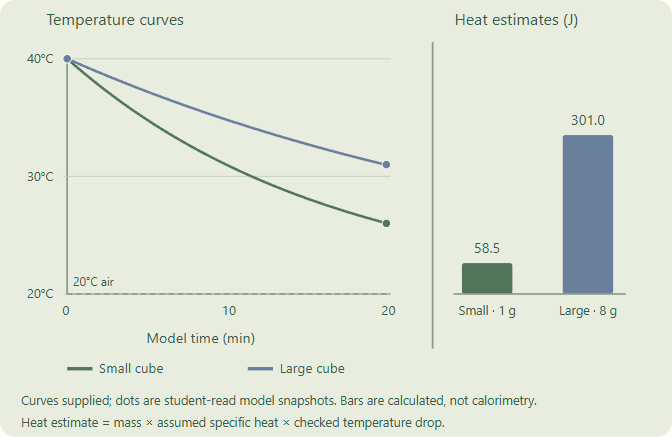 Temperature curves
Heat estimates (J)
40°C
30°C
20°C
20°C air
0
10
20
Model time (min)
Small cube
Large cube
58.5
301.0
Small · 1 g
Large · 8 g
Curves supplied; dots are student-read model snapshots. Bars are calculated, not calorimetry.
Heat estimate = mass × assumed specific heat × checked temperature drop.